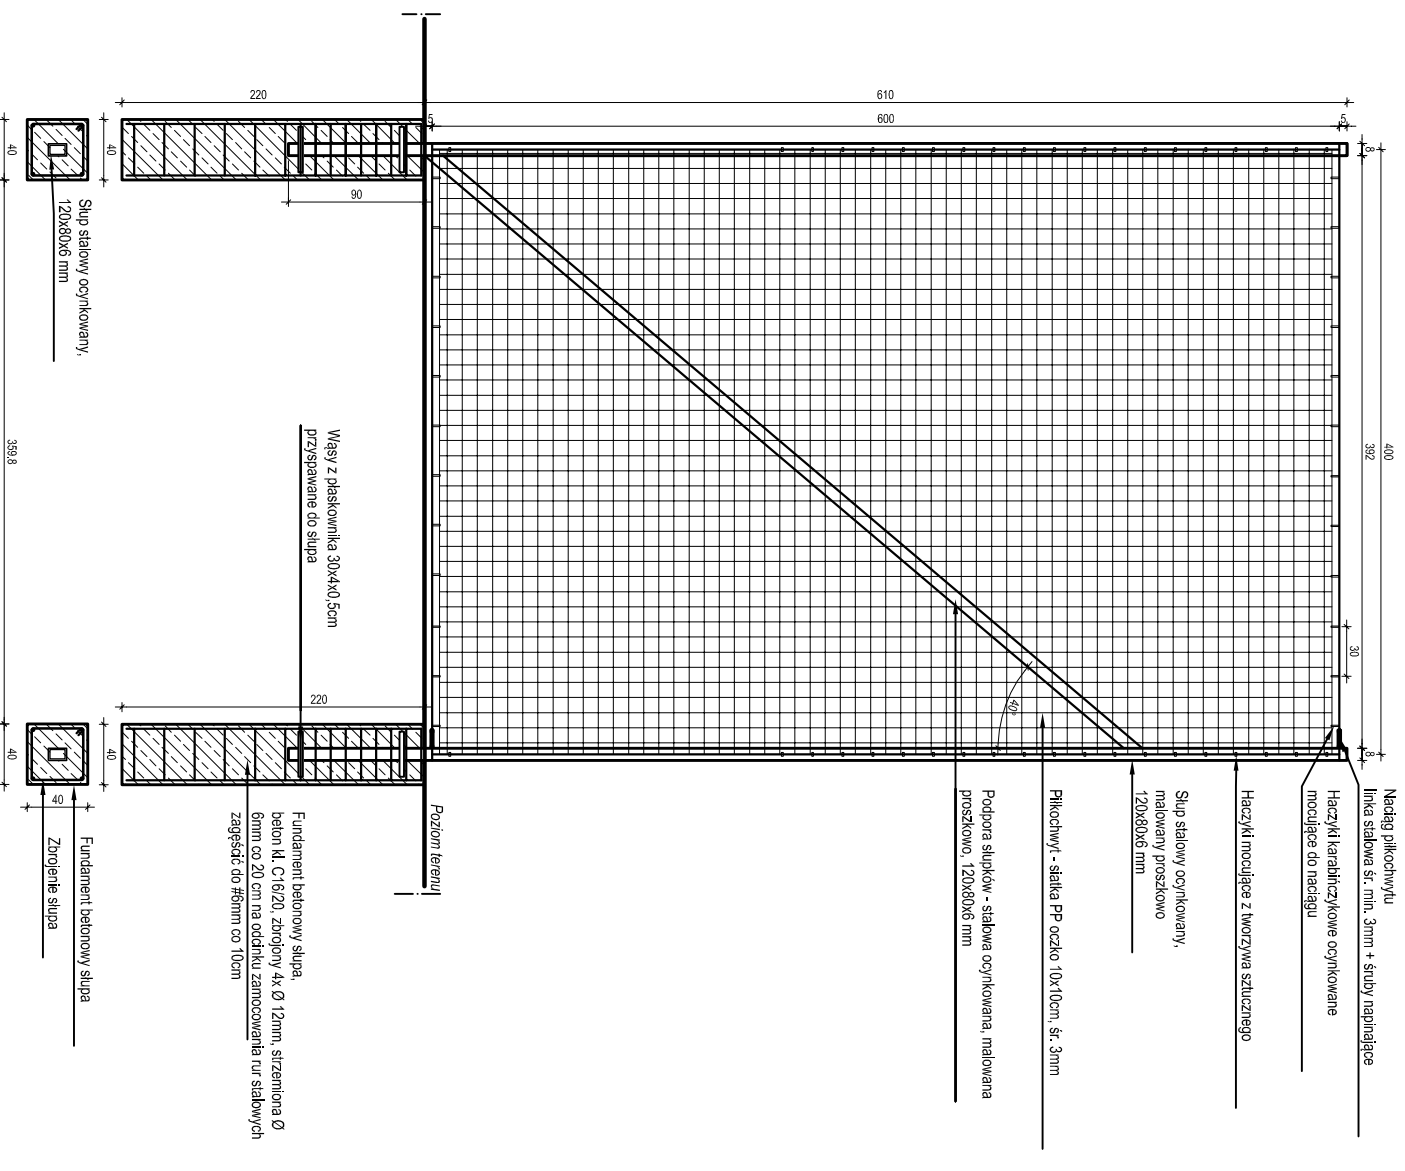 Naciąg piłkochwytu
linka stalowa śr. min. 3mm + śruby napinające
Haczyki karabińczykowe ocynkowane
mocujące do naciągu
Haczyki mocujące z tworzywa sztucznego
Słup stalowy ocynkowany,
malowany proszkowo
120x80x6 mm
Piłkochwyt - siatka PP oczko 10x10cm, śr. 3mm
Podpora słupków - stalowa ocynkowana, malowana
proszkowo, 120x80x6 mm
Poziom terenu
Fundament betonowy słupa,
beton kl. C16/20, zbrojony 4x Ø 12mm, strzemiona Ø
6mm co 20 cm na odcinku zamocowania rur stalowych
zagęścić do #6mm co 10cm
Fundament betonowy słupa
Zbrojenie słupa
Wąsy z płaskownika 30x4x0,5cm
przyspawane do słupa
Słup stalowy ocynkowany,
120x80x6 mm
400
8
392
8
30
40°
5
610
600
5
220
90
220
40
40
40
359,8
40
40
40